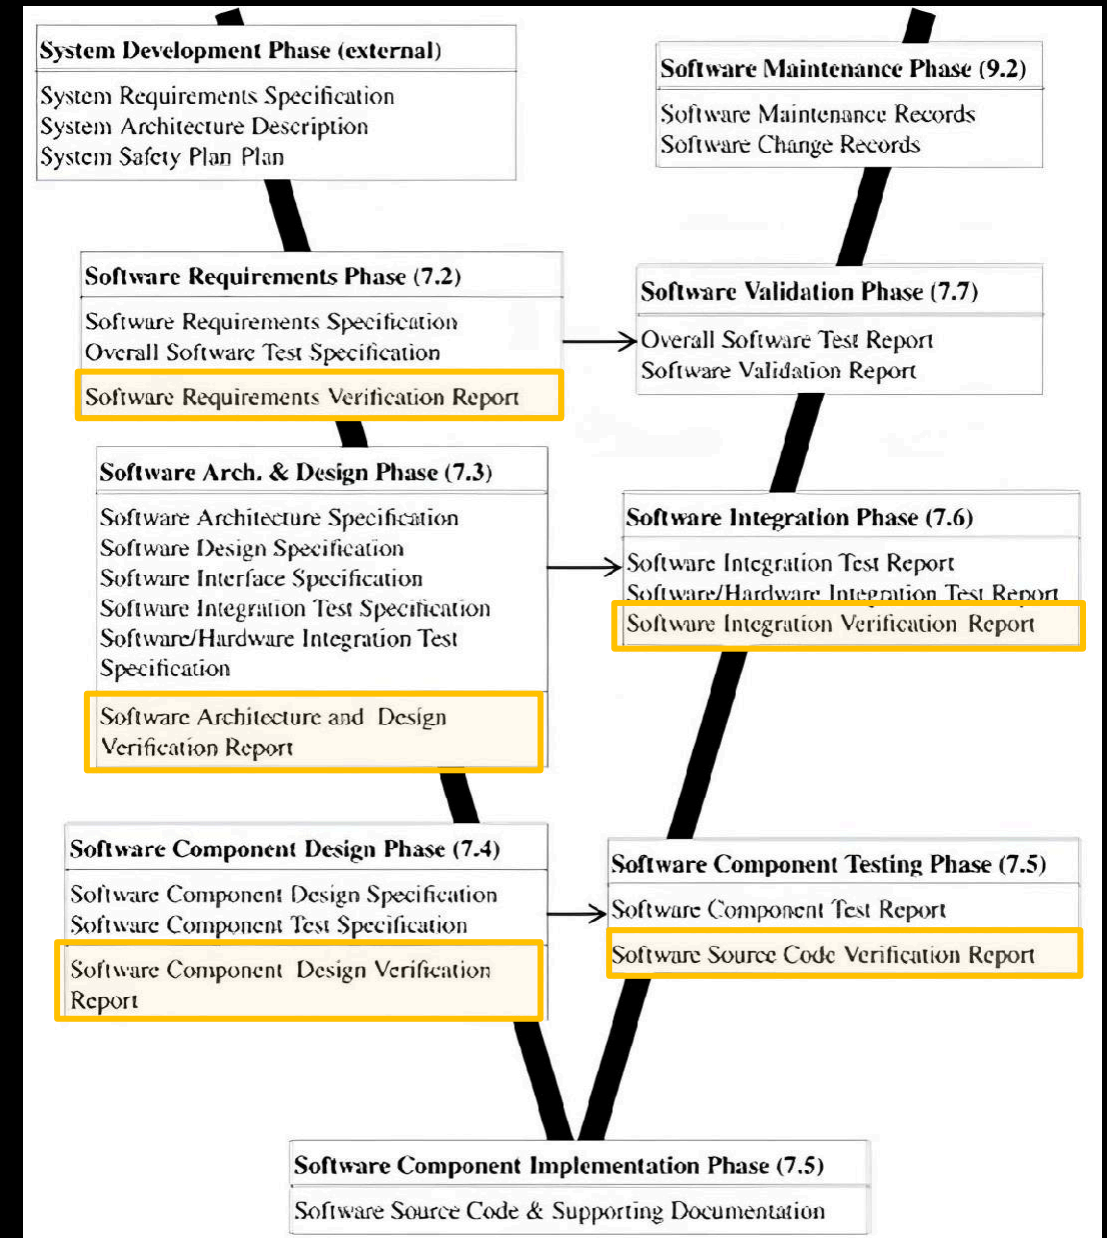 System Development Phase (external)
System Requirements Specification
System Architecture Description
System Safety Plan Plan
Software Maintenance Phase (9.2)
Software Maintenance Records
Software Change Records
Software Requirements Phase (7.2)
Software Requirements Specification
Overall Software Test Specification
Software Requirements Verification Report
Software Validation Phase (7.7)
Overall Software Test Report
Software Validation Report
Software Arch. & Design Phase (7.3)
Software Architecture Specification
Software Design Specification
Software Interface Specification
Software Integration Test Specification
Software/Hardware Integration Test
Specification
Software Architecture and Design
Verification Report
Software Integration Phase (7.6)
Software Integration Test Report
Software/Hardware Integration Test Report
Software Integration Verification Report
Software Component Design Phase (7.4)
Software Component Design Specification
Software Component Test Specification
Software Component Design Verification
Report
Software Component Testing Phase (7.5)
Software Component Test Report
Software Source Code Verification Report
Software Component Implementation Phase (7.5)
Software Source Code & Supporting Documentation